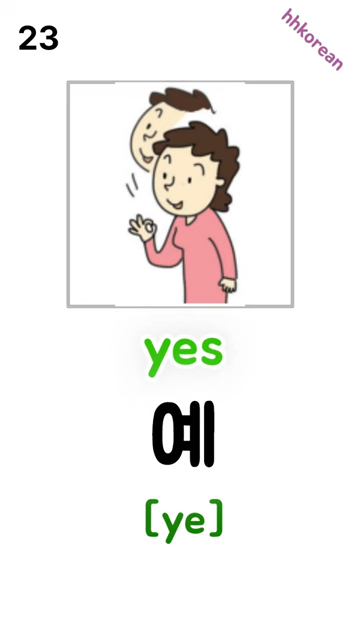 23
hhkorean
yes
예
[ye]